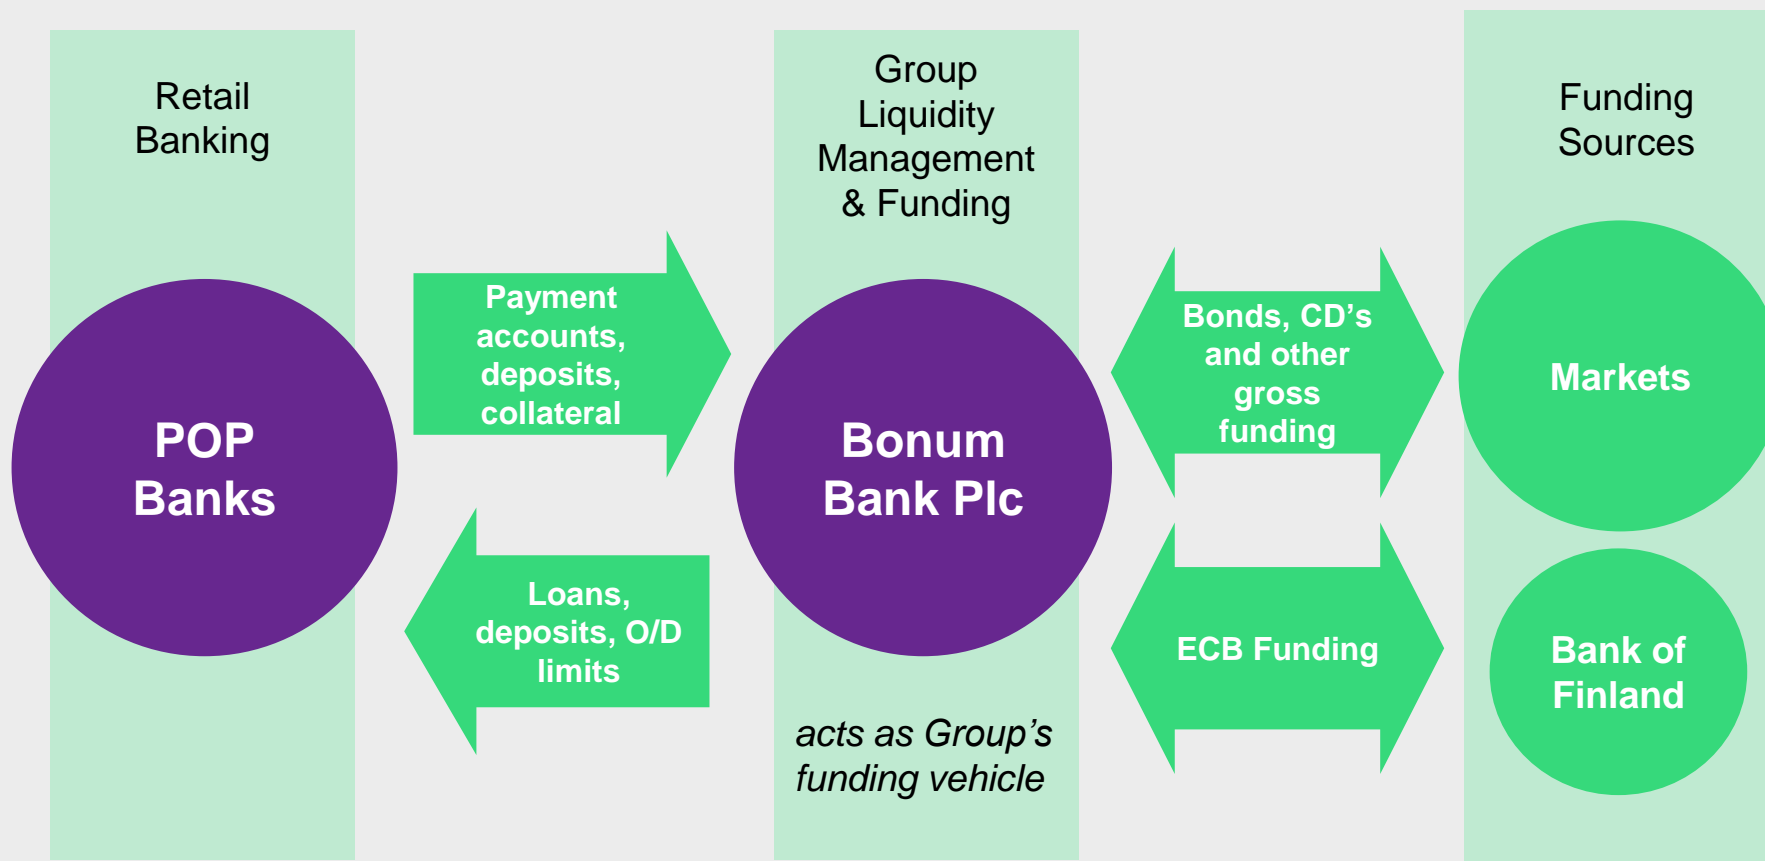 Retail
Banking
POP
Banks
Payment
accounts,
deposits,
collateral
Loans,
deposits, O/D
limits
Group
Liquidity
Management
& Funding
Bonum
Bank Plc
acts as Group’s
funding vehicle
Bonds, CD’s
and other
gross
funding
ECB Funding
Funding
Sources
Markets
Bank of
Finland